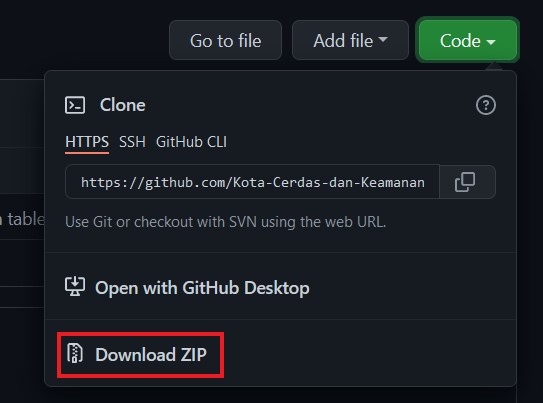 Go to file Add file Code
Clone
HTTPS SSH GitHub CLI
https://github.com/Kota-Cerdas-dan-Keamanan
Use Git or checkout with SVN using the web URL.
table
Open with GitHub Desktop
Download ZIP